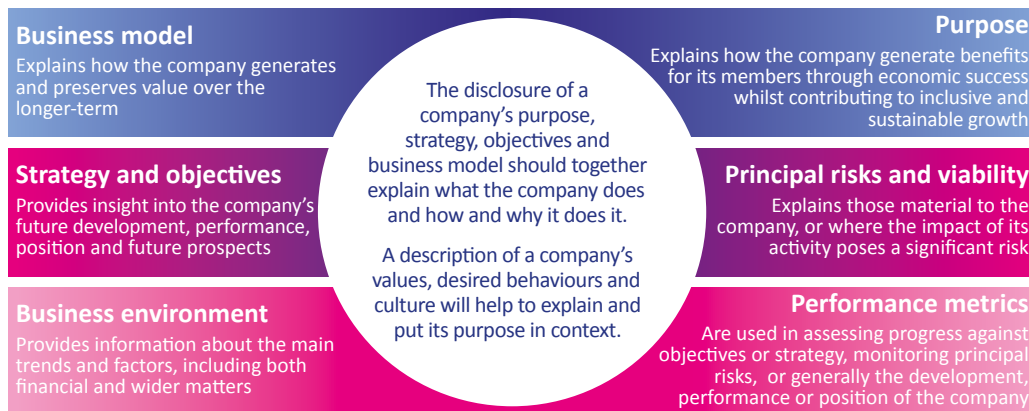 Business model
Explains how the company generates
and preserves value over the
longer-term
Strategy and objectives
Provides insight into the company's
future development, performance,
position and future prospects
Business environment
Provides information about the main
trends and factors, including both
financial and wider matters
The disclosure of a
company's purpose,
strategy, objectives and
business model should together
explain what the company does
and how and why it does it.
A description of a company's
values, desired behaviours and
culture will help to explain and
put its purpose in context.
Purpose
Explains how the company generate benefits
for its members through economic success
whilst contributing to inclusive and
sustainable growth
Principal risks and viability
Explains those material to the
company, or where the impact of its
activity poses a significant risk
Performance metrics
Are used in assessing progress against
objectives or strategy, monitoring principal
risks, or generally the development,
performance or position of the company